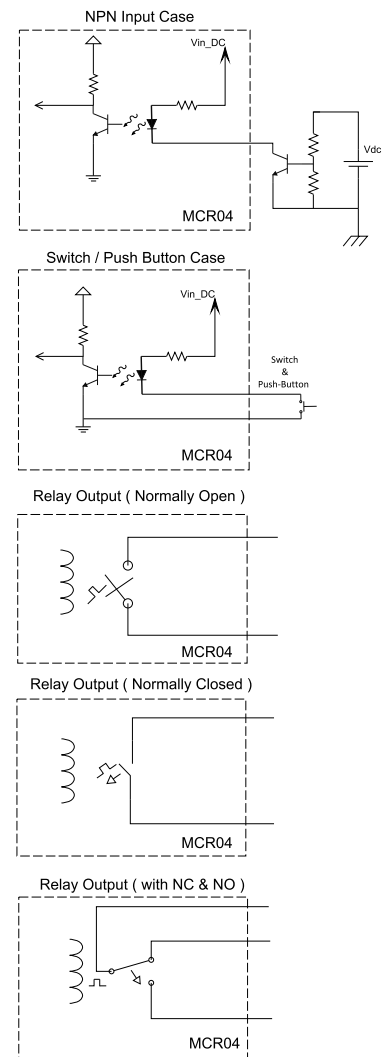 NPN Input Case
Vin_DC
Vdc
MCR04
Switch / Push Button Case
Vin_DC
Switch
&
Push-Button
MCR04
Relay Output ( Normally Open )
MCR04
Relay Output ( Normally Closed )
MCR04
Relay Output ( with NC & NO )
MCR04